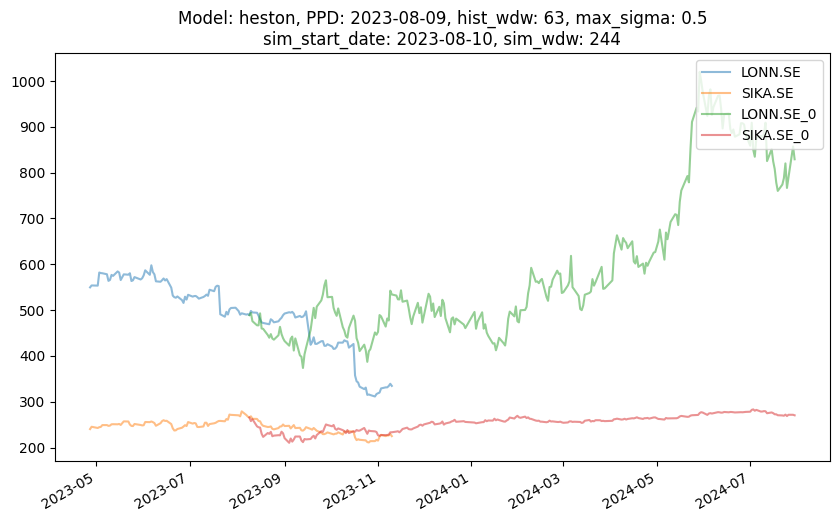 Model: heston, PPD: 2023-08-09, hist_wdw: 63, max_sigma: 0.5
sim_start_date: 2023-08-10, sim_wdw: 244
LONN.SE
SIKA.SE
LONN.SE_0
SIKA.SE_0
1000
900
800
700
600
500
400
300
200
2023-05
2023-07
2023-09
2023-11
2024-01
2024-03
2024-05
2024-07